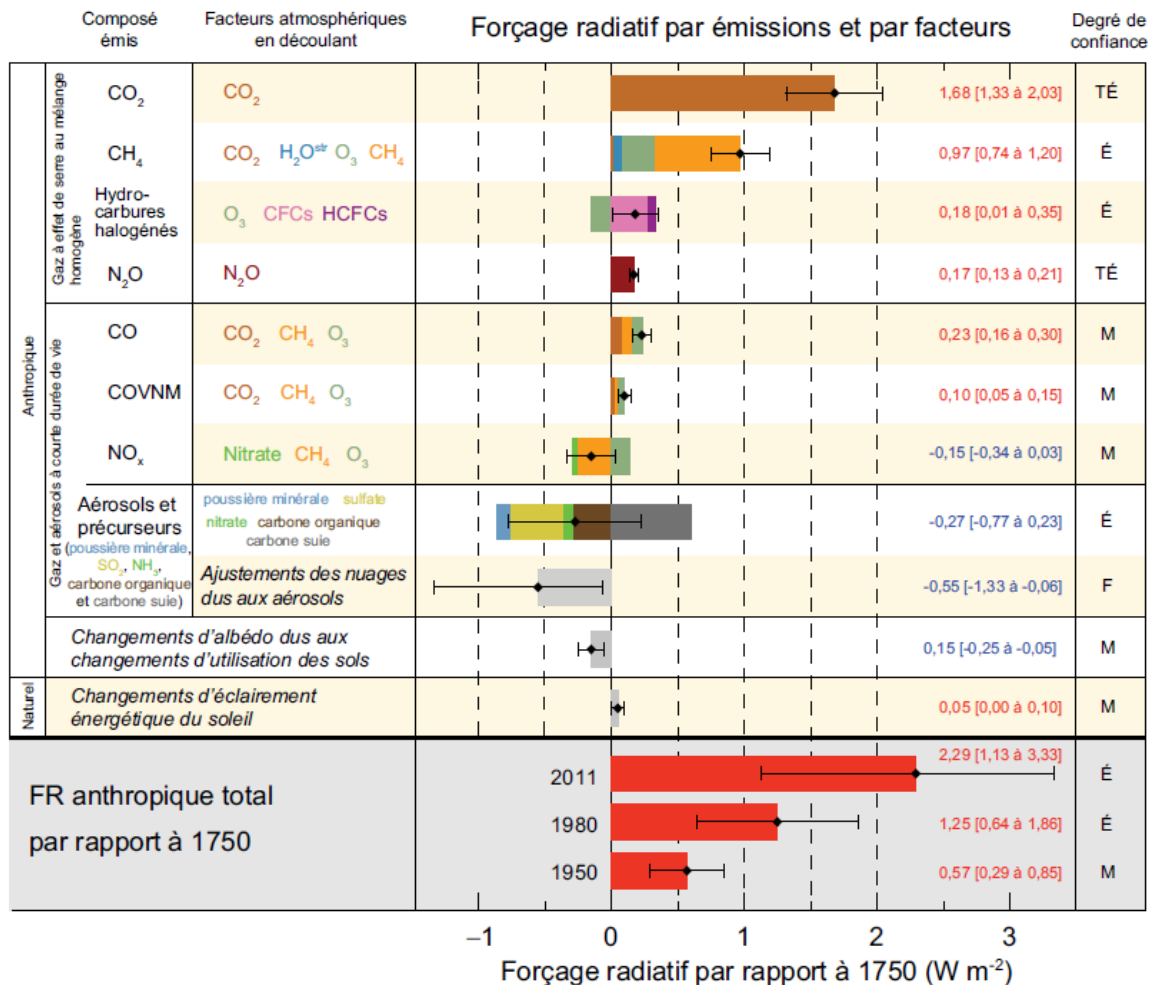 Composé émis
Facteurs atmosphériques en découlant
Forçage radiatif par émissions et par facteurs
Degré de confiance
Anthropique
Gaz à effet de serre au mélange homogène
CO₂
CO₂
1,68 [1,33 à 2,03]
TÉ
CH₄
CO₂ H₂Oˢᵗʳ O₃ CH₄
0,97 [0,74 à 1,20]
É
Hydro-
carbures
halogénés
O₃ CFCs HCFCs
0,18 [0,01 à 0,35]
É
N₂O
N₂O
0,17 [0,13 à 0,21]
TÉ
Gaz et aérosols à courte durée de vie
CO
CO₂ CH₄ O₃
0,23 [0,16 à 0,30]
M
COVNM
CO₂ CH₄ O₃
0,10 [0,05 à 0,15]
M
NOₓ
Nitrate CH₄ O₃
-0,15 [-0,34 à 0,03]
M
Aérosols et
précurseurs
(poussière minérale,
SO₂, NH₃,
carbone organique
et carbone suie)
poussière minérale sulfate
nitrate carbone organique
carbone suie
-0,27 [-0,77 à 0,23]
É
Ajustements des nuages
dus aux aérosols
-0,55 [-1,33 à -0,06]
F
Changements d'albédo dus aux
changements d'utilisation des sols
0,15 [-0,25 à -0,05]
M
Naturel
Changements d'éclairement
énergétique du soleil
0,05 [0,00 à 0,10]
M
FR anthropique total
par rapport à 1750
2011
2,29 [1,13 à 3,33]
É
1980
1,25 [0,64 à 1,86]
É
1950
0,57 [0,29 à 0,85]
M
−1 0 1 2 3
Forçage radiatif par rapport à 1750 (W m⁻²)